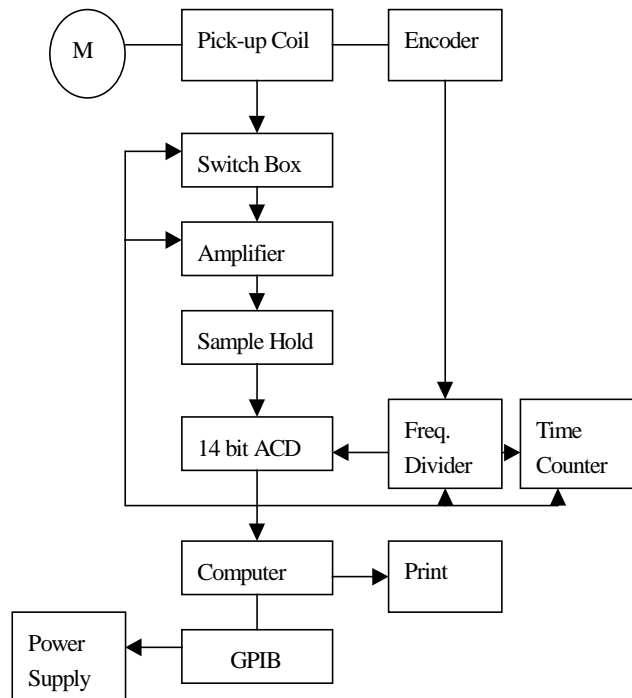 M
Pick-up Coil
Encoder
Switch Box
Amplifier
Sample Hold
14 bit ACD
Freq.
Divider
Time
Counter
Computer
Print
Power
Supply
GPIB